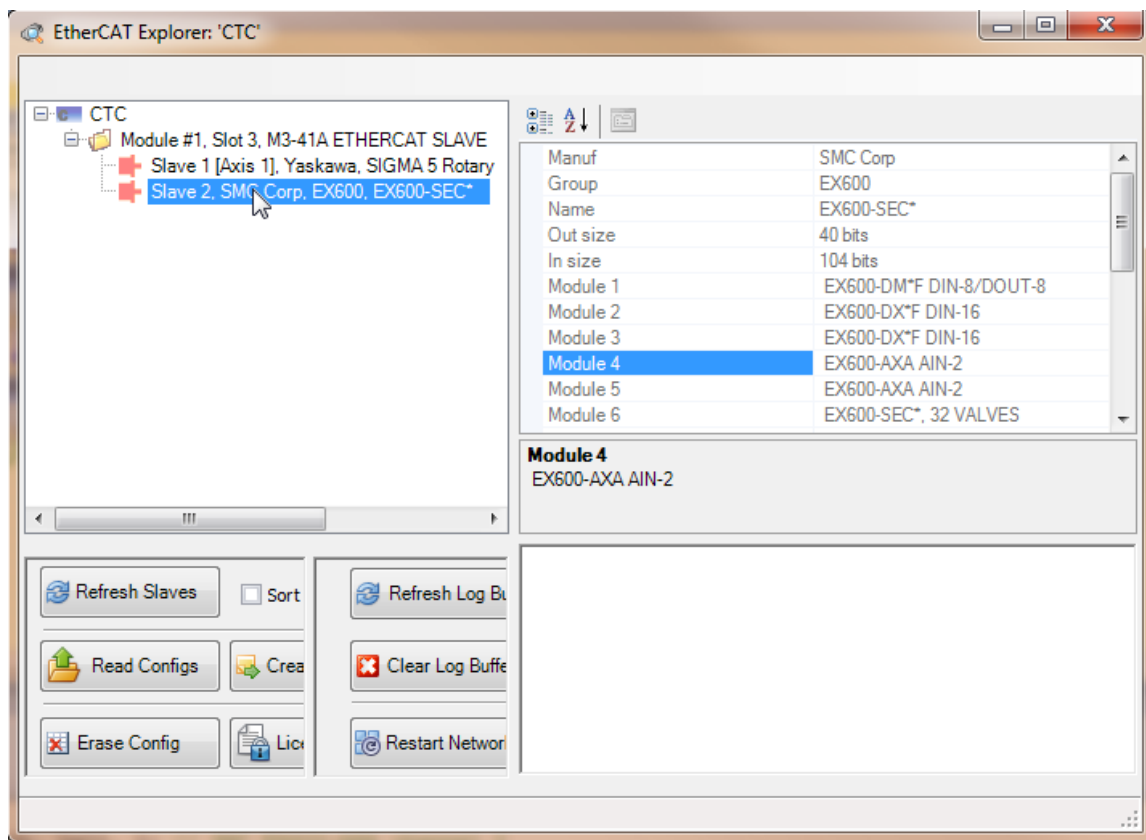 EtherCAT Explorer: 'CTC'
CTC
Module #1, Slot 3, M3-41A ETHERCAT SLAVE
Slave 1 [Axis 1], Yaskawa, SIGMA 5 Rotary
Slave 2, SMC Corp, EX600, EX600-SEC*
Manuf SMC Corp
Group EX600
Name EX600-SEC*
Out size 40 bits
In size 104 bits
Module 1 EX600-DM*F DIN-8/DOUT-8
Module 2 EX600-DX*F DIN-16
Module 3 EX600-DX*F DIN-16
Module 4 EX600-AXA AIN-2
Module 5 EX600-AXA AIN-2
Module 6 EX600-SEC*, 32 VALVES
Module 4
EX600-AXA AIN-2
Refresh Slaves Sort Refresh Log Bu
Read Configs Crea Clear Log Buffe
Erase Config Lice Restart Networ